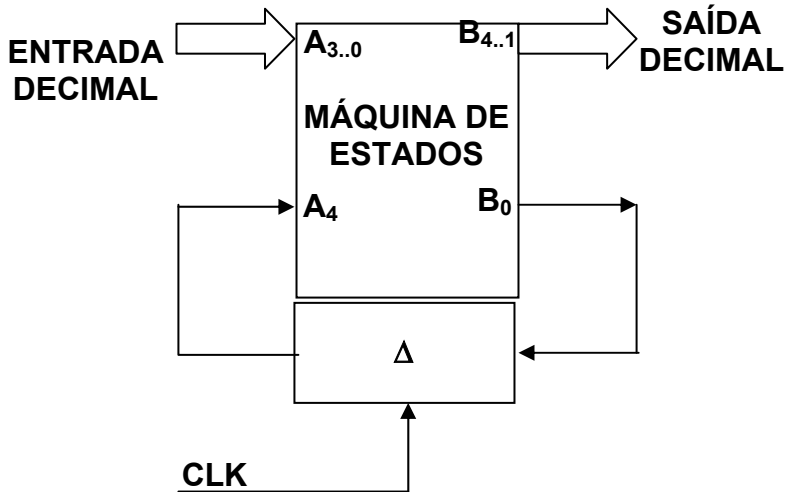 ENTRADA
DECIMAL
A3..0
B4..1
SAÍDA
DECIMAL
MÁQUINA DE
ESTADOS
A4
B0
Δ
CLK